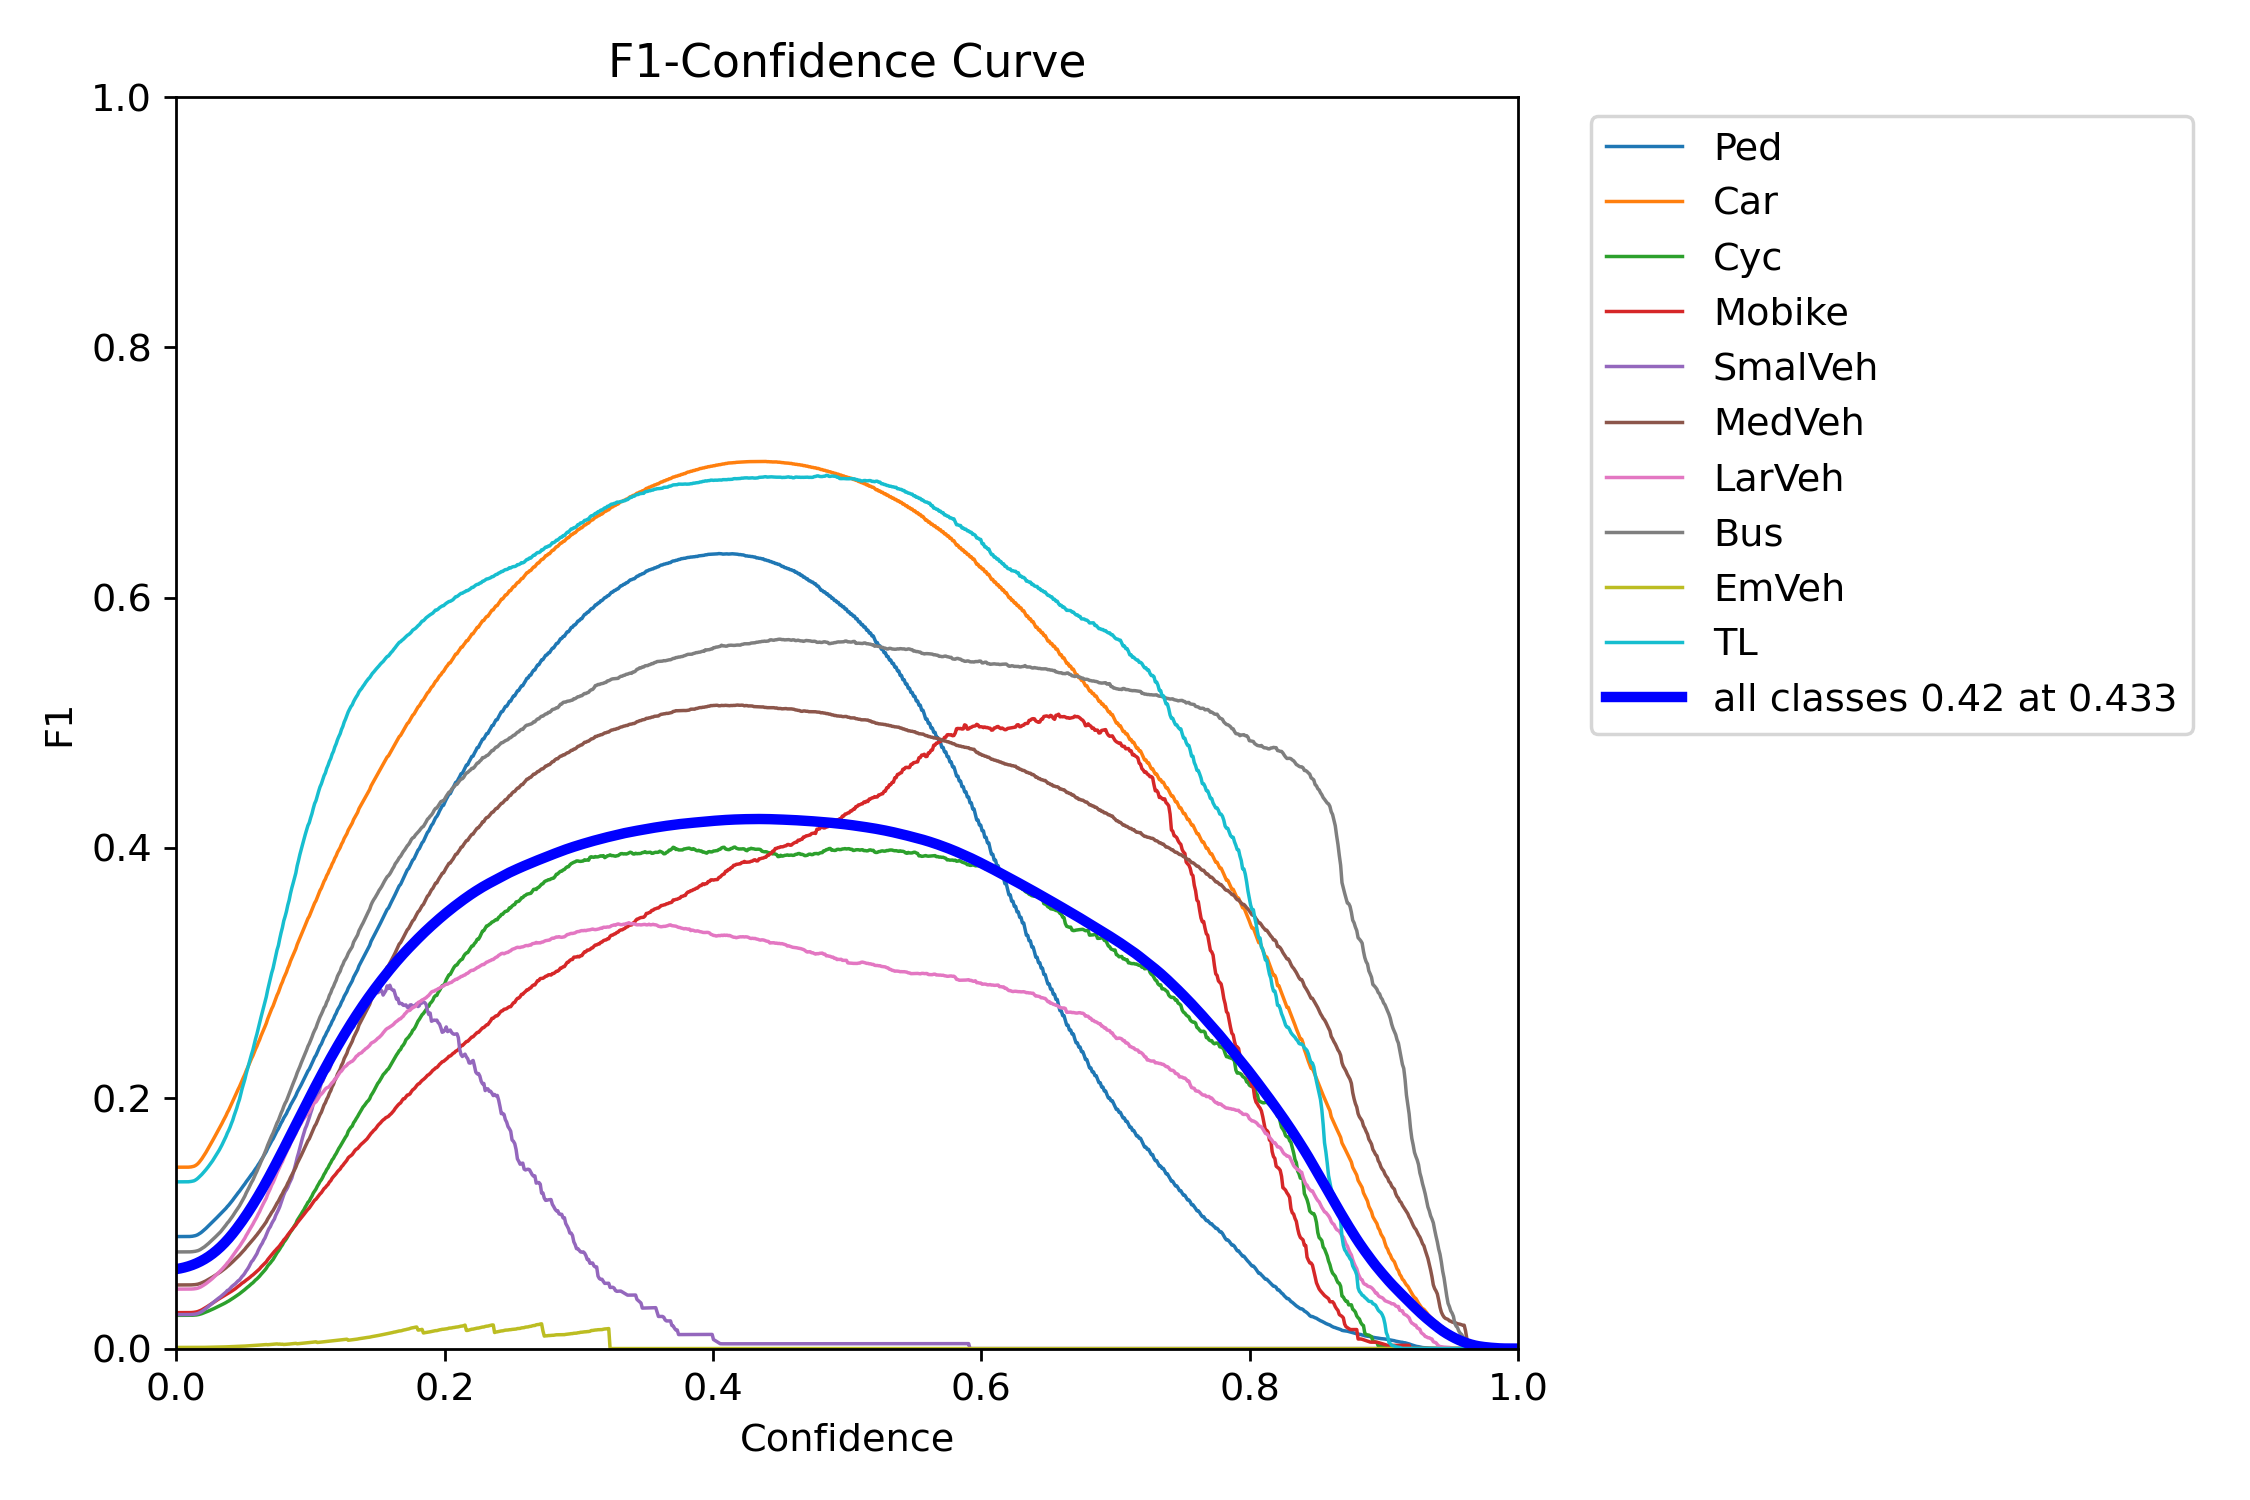 F1-Confidence Curve
1.0
0.8
0.6
0.4
0.2
0.0
F1
0.0 0.2 0.4 0.6 0.8 1.0
Confidence
Ped
Car
Cyc
Mobike
SmalVeh
MedVeh
LarVeh
Bus
EmVeh
TL
all classes 0.42 at 0.433